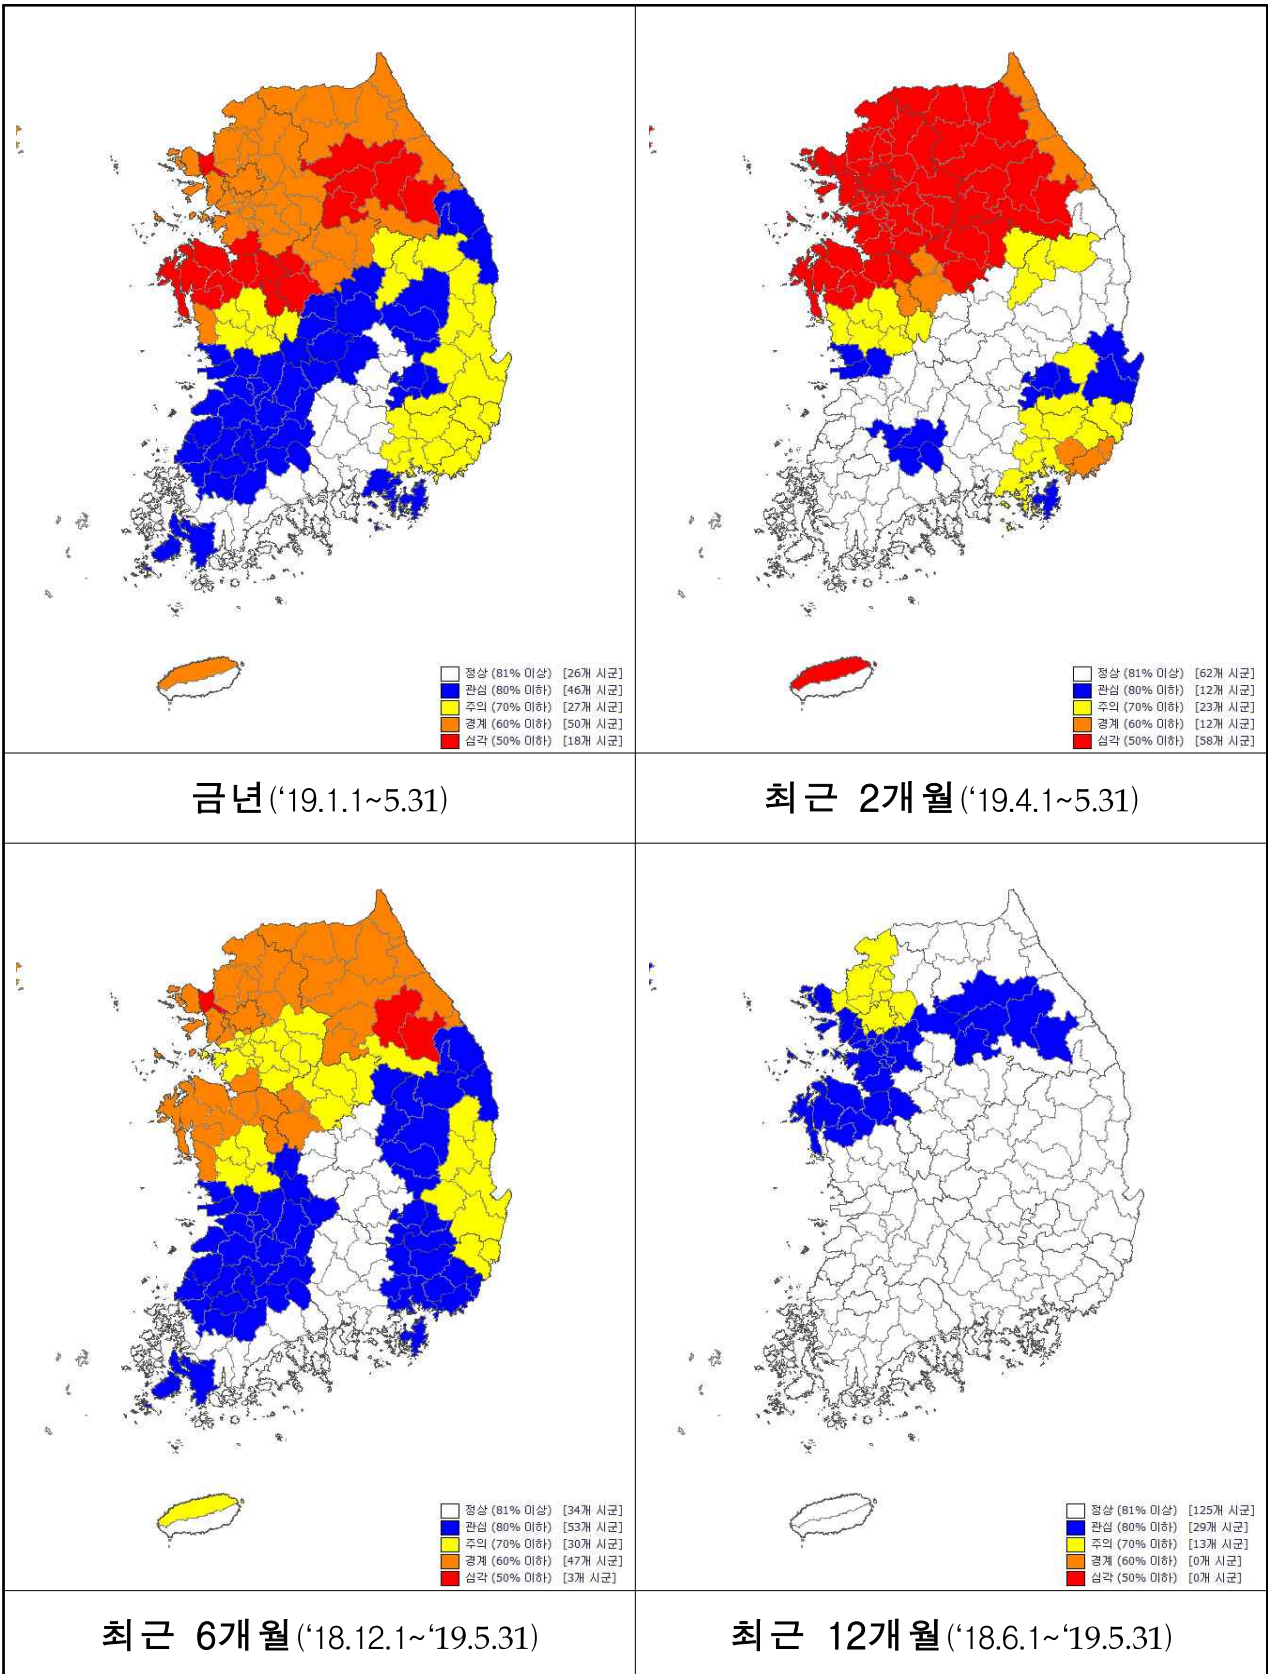 정상 (81% 이상) [26개 시군]
관심 (80% 이하) [46개 시군]
주의 (70% 이하) [27개 시군]
경계 (60% 이하) [50개 시군]
심각 (50% 이하) [18개 시군]
정상 (81% 이상) [62개 시군]
관심 (80% 이하) [12개 시군]
주의 (70% 이하) [23개 시군]
경계 (60% 이하) [12개 시군]
심각 (50% 이하) [58개 시군]
금년(‘19.1.1~5.31)
최근 2개월(‘19.4.1~5.31)
정상 (81% 이상) [34개 시군]
관심 (80% 이하) [53개 시군]
주의 (70% 이하) [30개 시군]
경계 (60% 이하) [47개 시군]
심각 (50% 이하) [3개 시군]
정상 (81% 이상) [125개 시군]
관심 (80% 이하) [29개 시군]
주의 (70% 이하) [13개 시군]
경계 (60% 이하) [0개 시군]
심각 (50% 이하) [0개 시군]
최근 6개월(‘18.12.1~‘19.5.31)
최근 12개월(‘18.6.1~‘19.5.31)